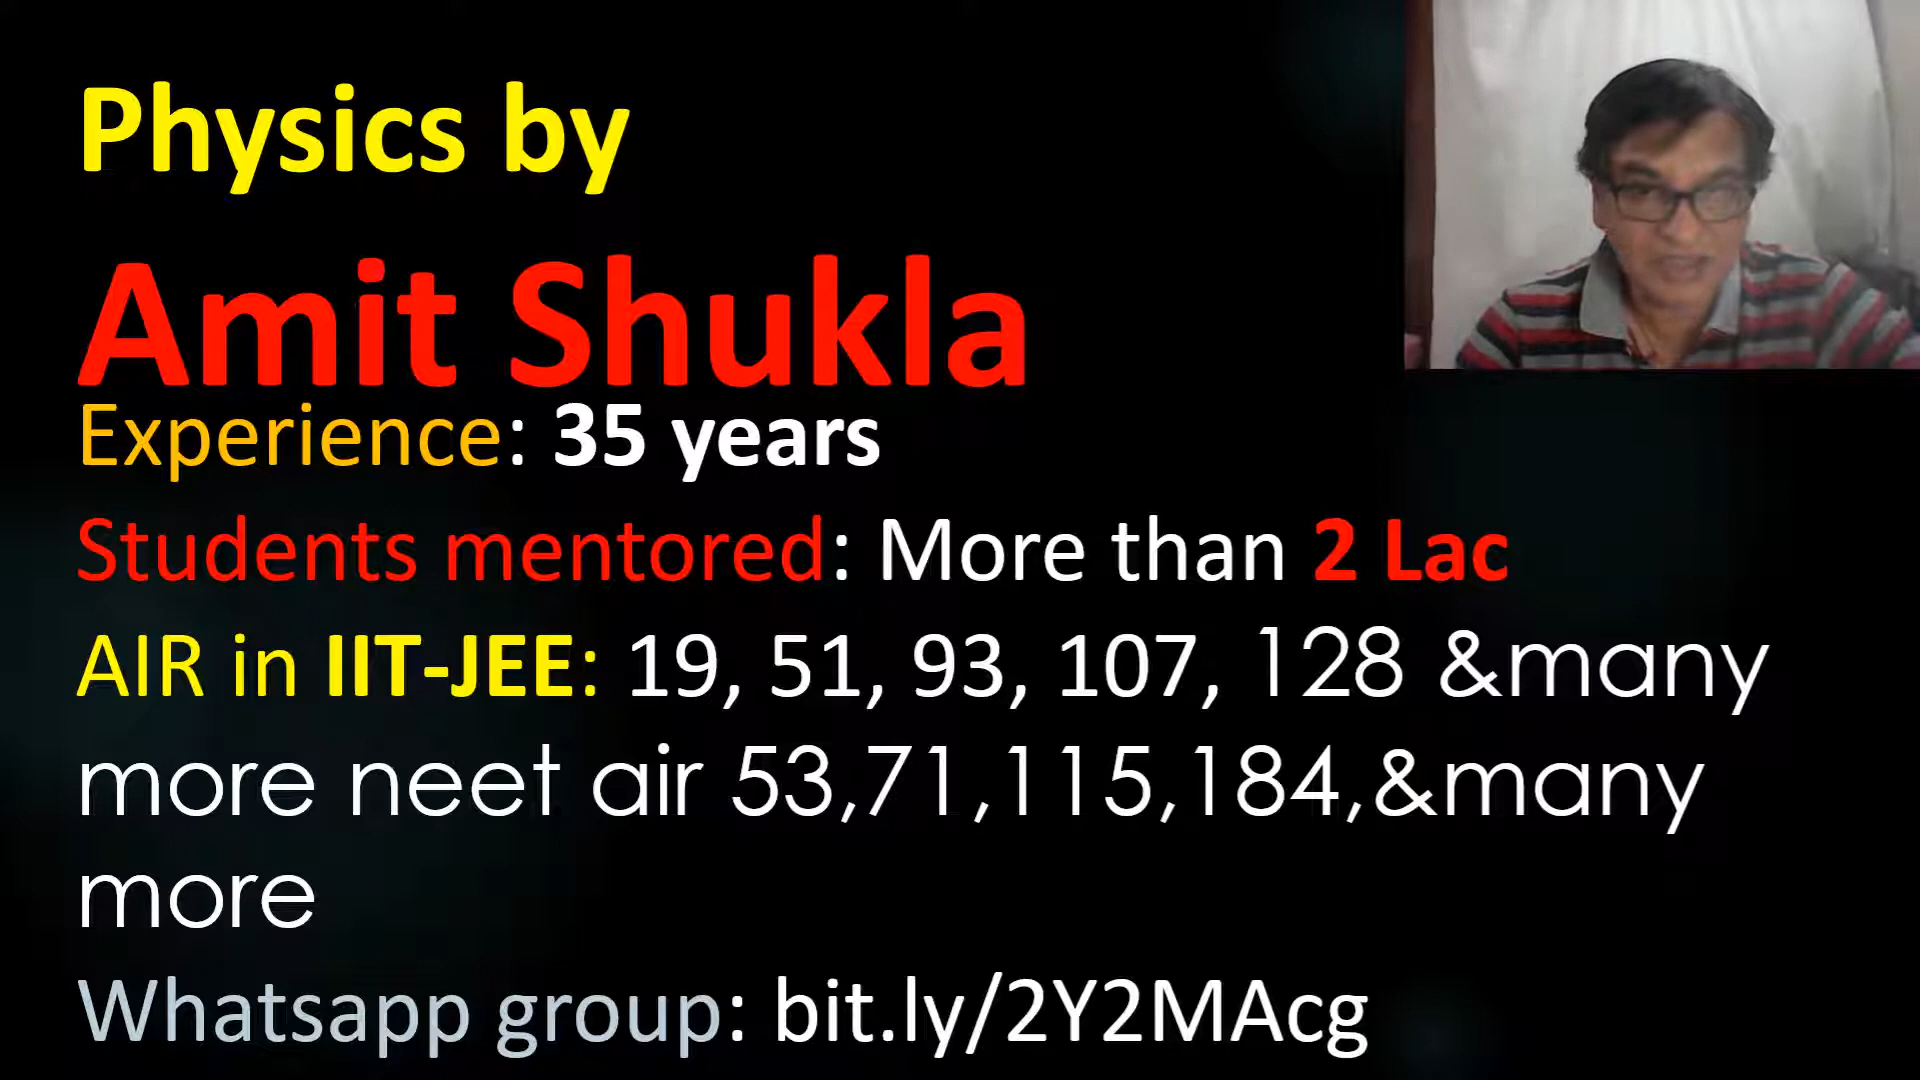 Physics by
Amit Shukla
Experience: 35 years
Students mentored: More than 2 Lac
AIR in IIT-JEE: 19, 51, 93, 107, 128 &many
more neet air 53,71,115,184,&many
more
Whatsapp group: bit.ly/2Y2MAcg